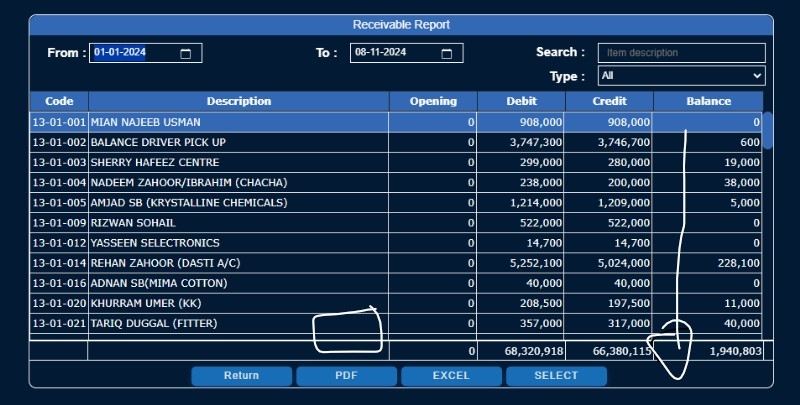 Receivable Report
From : 01-01-2024 To : 08-11-2024 Search : Item description
Type : All
Code Description Opening Debit Credit Balance
13-01-001 MIAN NAJEEB USMAN 0 908,000 908,000 0
13-01-002 BALANCE DRIVER PICK UP 0 3,747,300 3,746,700 600
13-01-003 SHERRY HAFEEZ CENTRE 0 299,000 280,000 19,000
13-01-004 NADEEM ZAHOOR/IBRAHIM (CHACHA) 0 238,000 200,000 38,000
13-01-005 AMJAD SB (KRYSTALLINE CHEMICALS) 0 1,214,000 1,209,000 5,000
13-01-009 RIZWAN SOHAIL 0 522,000 522,000 0
13-01-012 YASSEEN SELECTRONICS 0 14,700 14,700 0
13-01-014 REHAN ZAHOOR (DASTI A/C) 0 5,252,100 5,024,000 228,100
13-01-016 ADNAN SB(MIMA COTTON) 0 40,000 40,000 0
13-01-020 KHURRAM UMER (KK) 0 208,500 197,500 11,000
13-01-021 TARIQ DUGGAL (FITTER) 0 357,000 317,000 40,000
0 68,320,918 66,380,115 1,940,803
Return PDF EXCEL SELECT